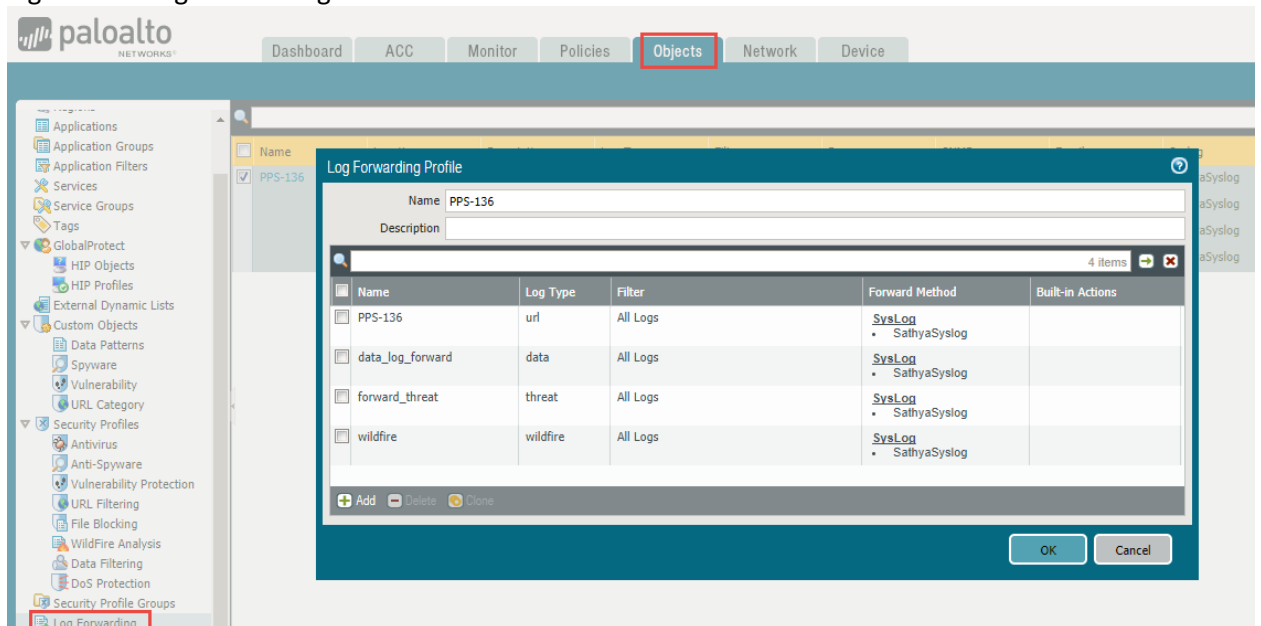 paloalto
NETWORKS
Dashboard ACC Monitor Policies Objects Network Device
Applications
Application Groups
Application Filters
Services
Service Groups
Tags
GlobalProtect
HIP Objects
HIP Profiles
External Dynamic Lists
Custom Objects
Data Patterns
Spyware
Vulnerability
URL Category
Security Profiles
Antivirus
Anti-Spyware
Vulnerability Protection
URL Filtering
File Blocking
WildFire Analysis
Data Filtering
DoS Protection
Security Profile Groups
Log Forwarding
Name
PPS-136
aSyslog
aSyslog
aSyslog
aSyslog
Log Forwarding Profile
Name PPS-136
Description
4 items
Name Log Type Filter Forward Method Built-in Actions
PPS-136 url All Logs SysLog
• SathyaSyslog
data_log_forward data All Logs SysLog
• SathyaSyslog
forward_threat threat All Logs SysLog
• SathyaSyslog
wildfire wildfire All Logs SysLog
• SathyaSyslog
Add Delete Clone
OK Cancel